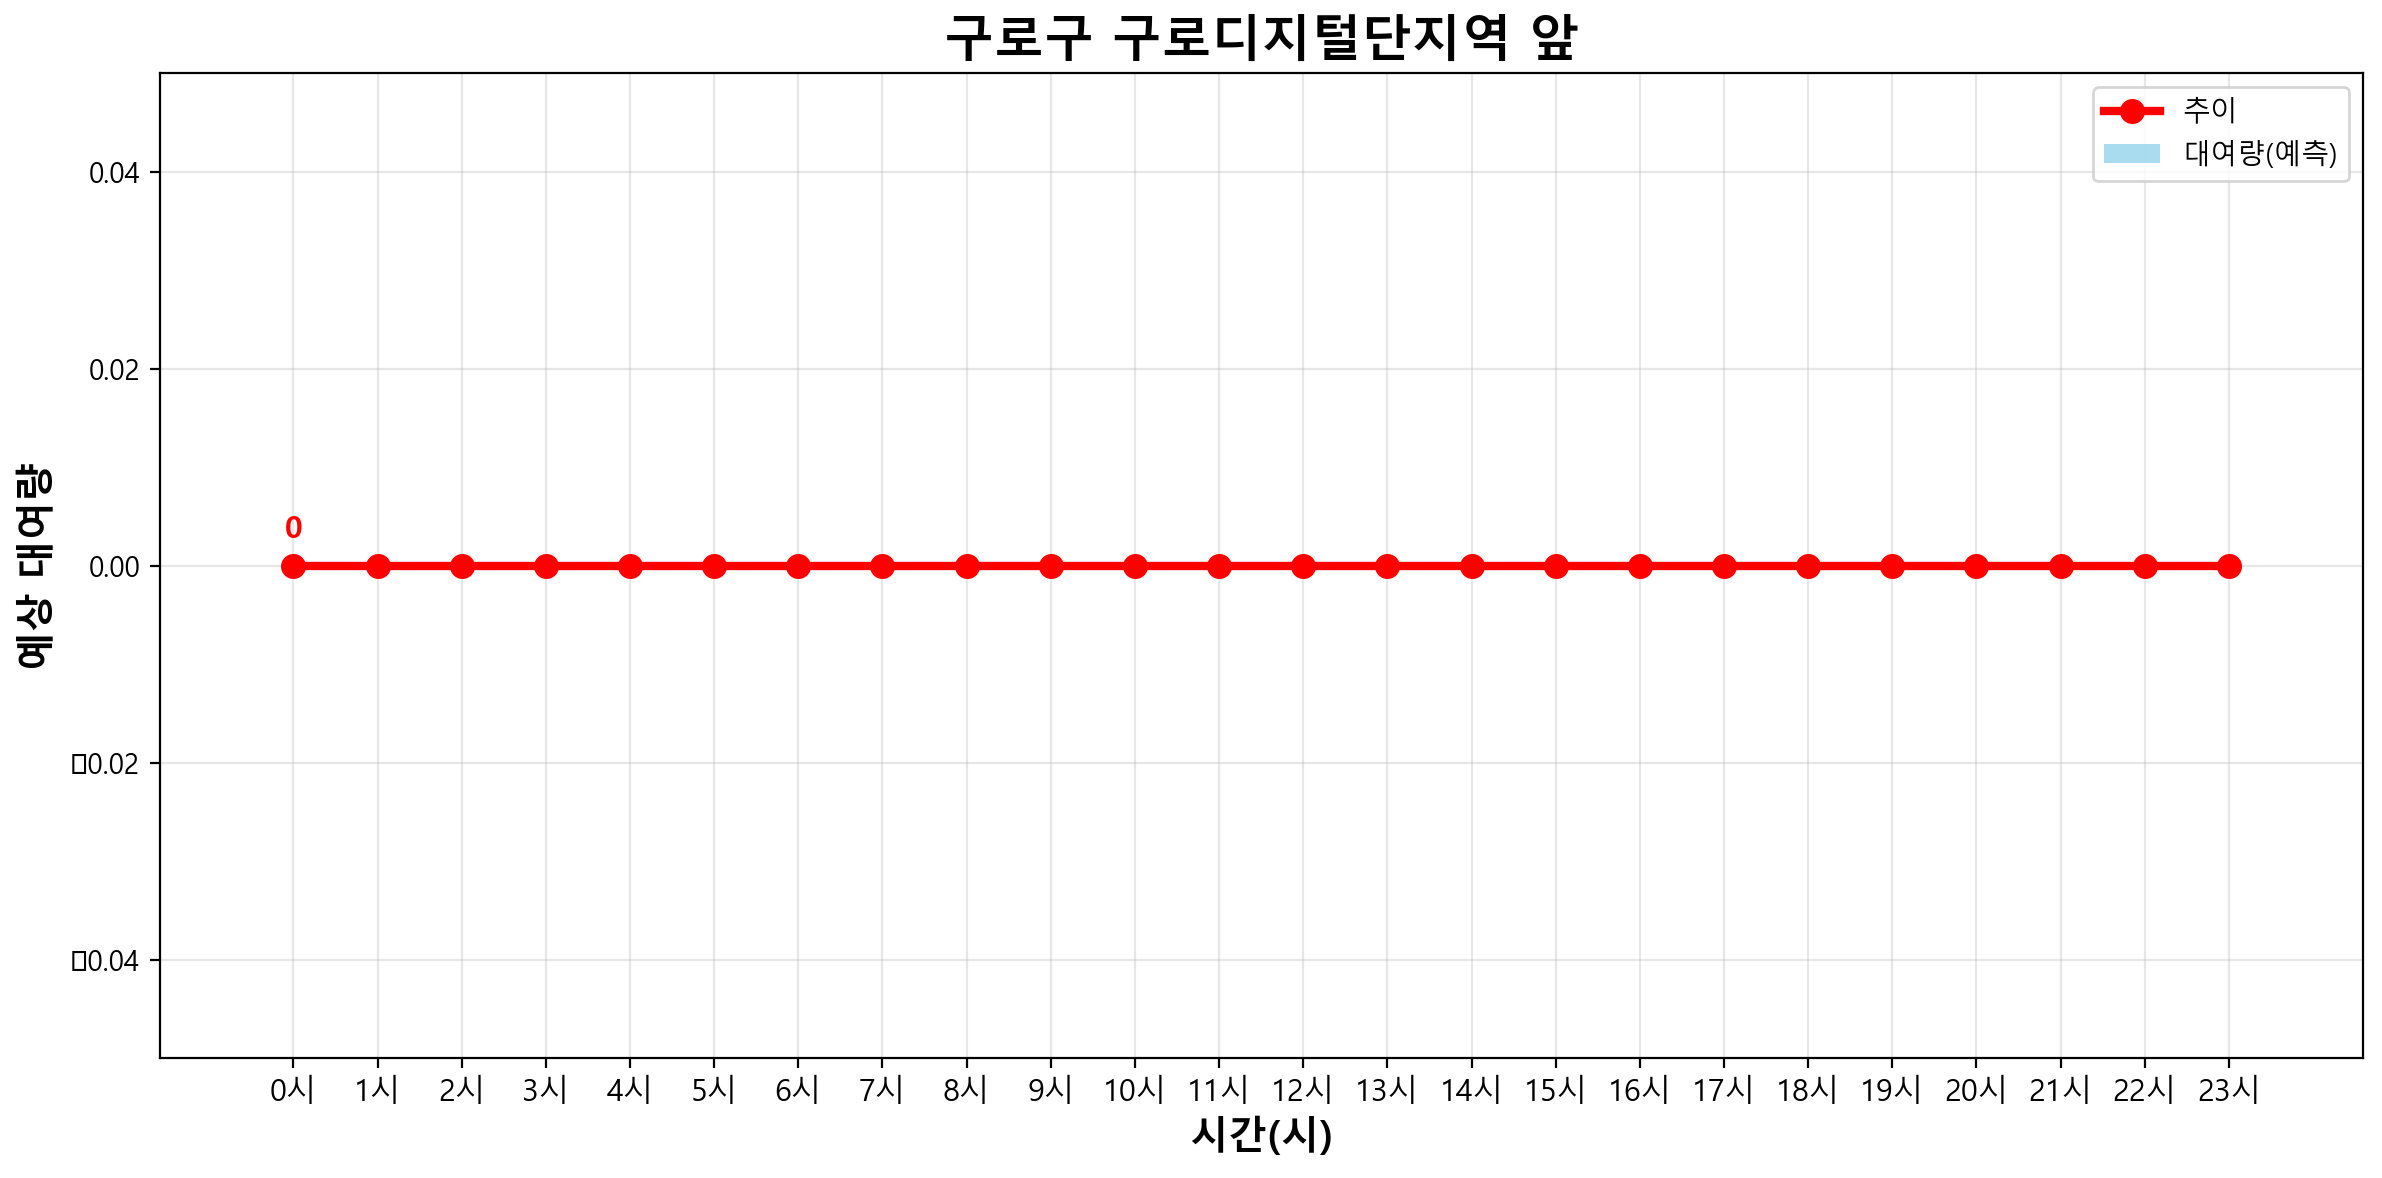 구로구 구로디지털단지역 앞
추이
대여량(예측)
예상 대여량
0.04
0.02
0.00
▯0.02
▯0.04
0
0시 1시 2시 3시 4시 5시 6시 7시 8시 9시 10시 11시 12시 13시 14시 15시 16시 17시 18시 19시 20시 21시 22시 23시
시간(시)